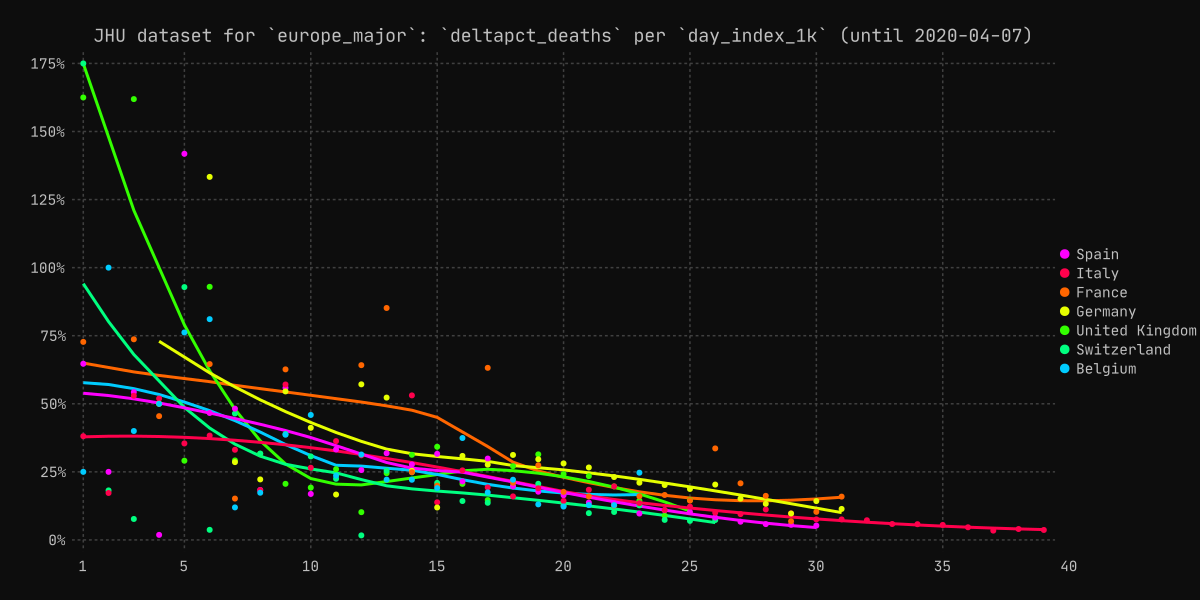 JHU dataset for `europe_major`: `deltapct_deaths` per `day_index_1k` (until 2020-04-07)
175%
150%
125%
100%
75%
50%
25%
0%
1 5 10 15 20 25 30 35 40
Spain
Italy
France
Germany
United Kingdom
Switzerland
Belgium